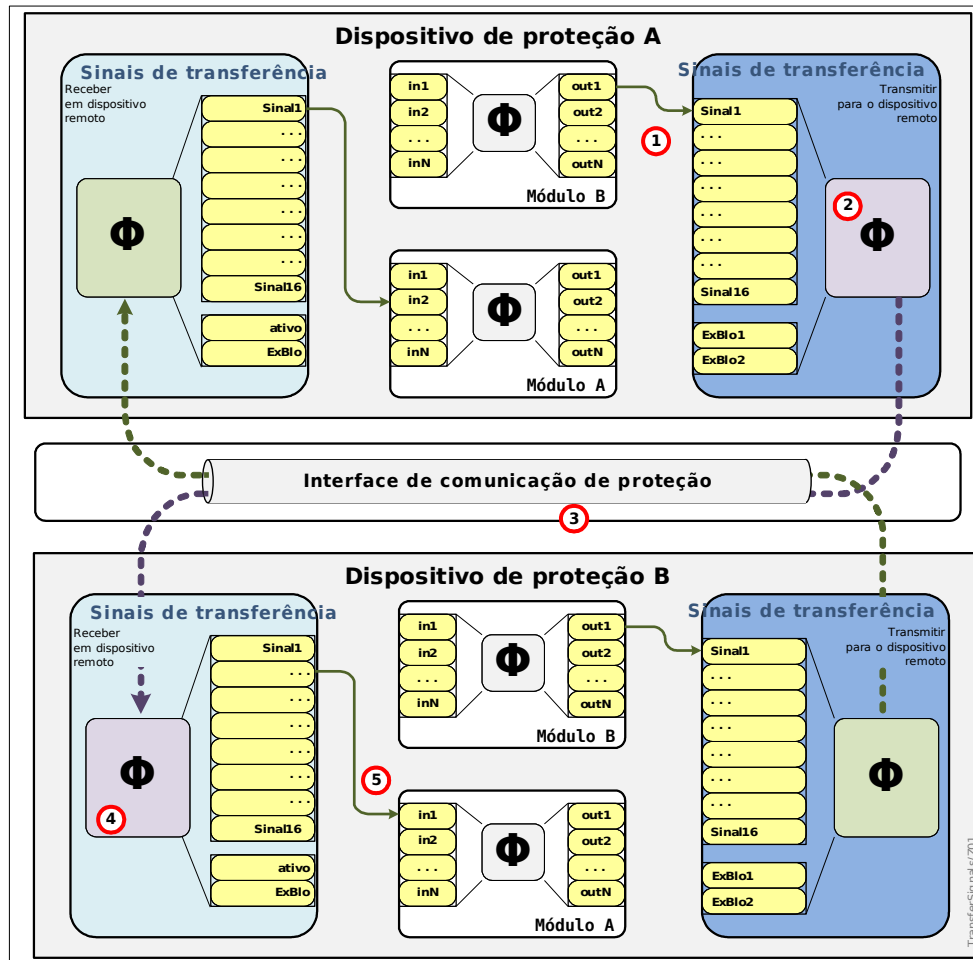 Dispositivo de proteção A
Sinais de transferência
Receber
em dispositivo
remoto
Sinal1
...
...
...
...
...
...
Sinal16
ativo
ExBlo
Φ
in1
in2
...
inN
Φ
out1
out2
...
outN
Módulo B
in1
in2
...
inN
Φ
out1
out2
...
outN
Módulo A
1
Sinais de transferência
Transmitir
para o dispositivo
remoto
Sinal1
...
...
...
...
...
...
Sinal16
ExBlo1
ExBlo2
2
Φ
Interface de comunicação de proteção
3
Dispositivo de proteção B
Sinais de transferência
Receber
em dispositivo
remoto
Sinal1
...
...
...
...
...
...
Sinal16
ativo
ExBlo
Φ
4
in1
in2
...
inN
Φ
out1
out2
...
outN
Módulo B
5
in1
in2
...
inN
Φ
out1
out2
...
outN
Módulo A
Sinais de transferência
Transmitir
para o dispositivo
remoto
Sinal1
...
...
...
...
...
...
Sinal16
ExBlo1
ExBlo2
Φ